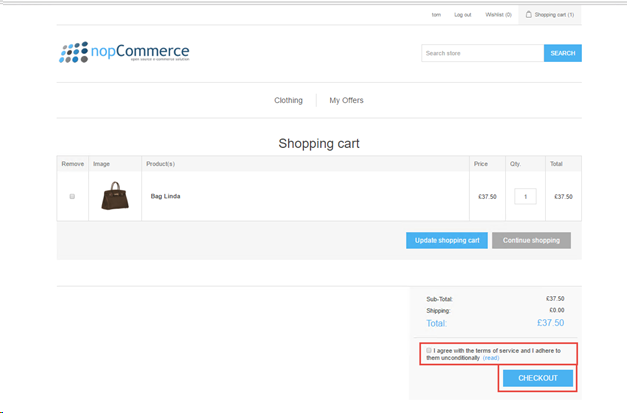 tom Log out Wishlist (0) Shopping cart (1)
nopCommerce
open source e-commerce solution
Search store SEARCH
Clothing My Offers
Shopping cart
Remove Image Product(s) Price Qty. Total
Bag Linda £37.50 1 £37.50
Update shopping cart Continue shopping
Sub-Total: £37.50
Shipping: £0.00
Total: £37.50
I agree with the terms of service and I adhere to
them unconditionally (read)
CHECKOUT